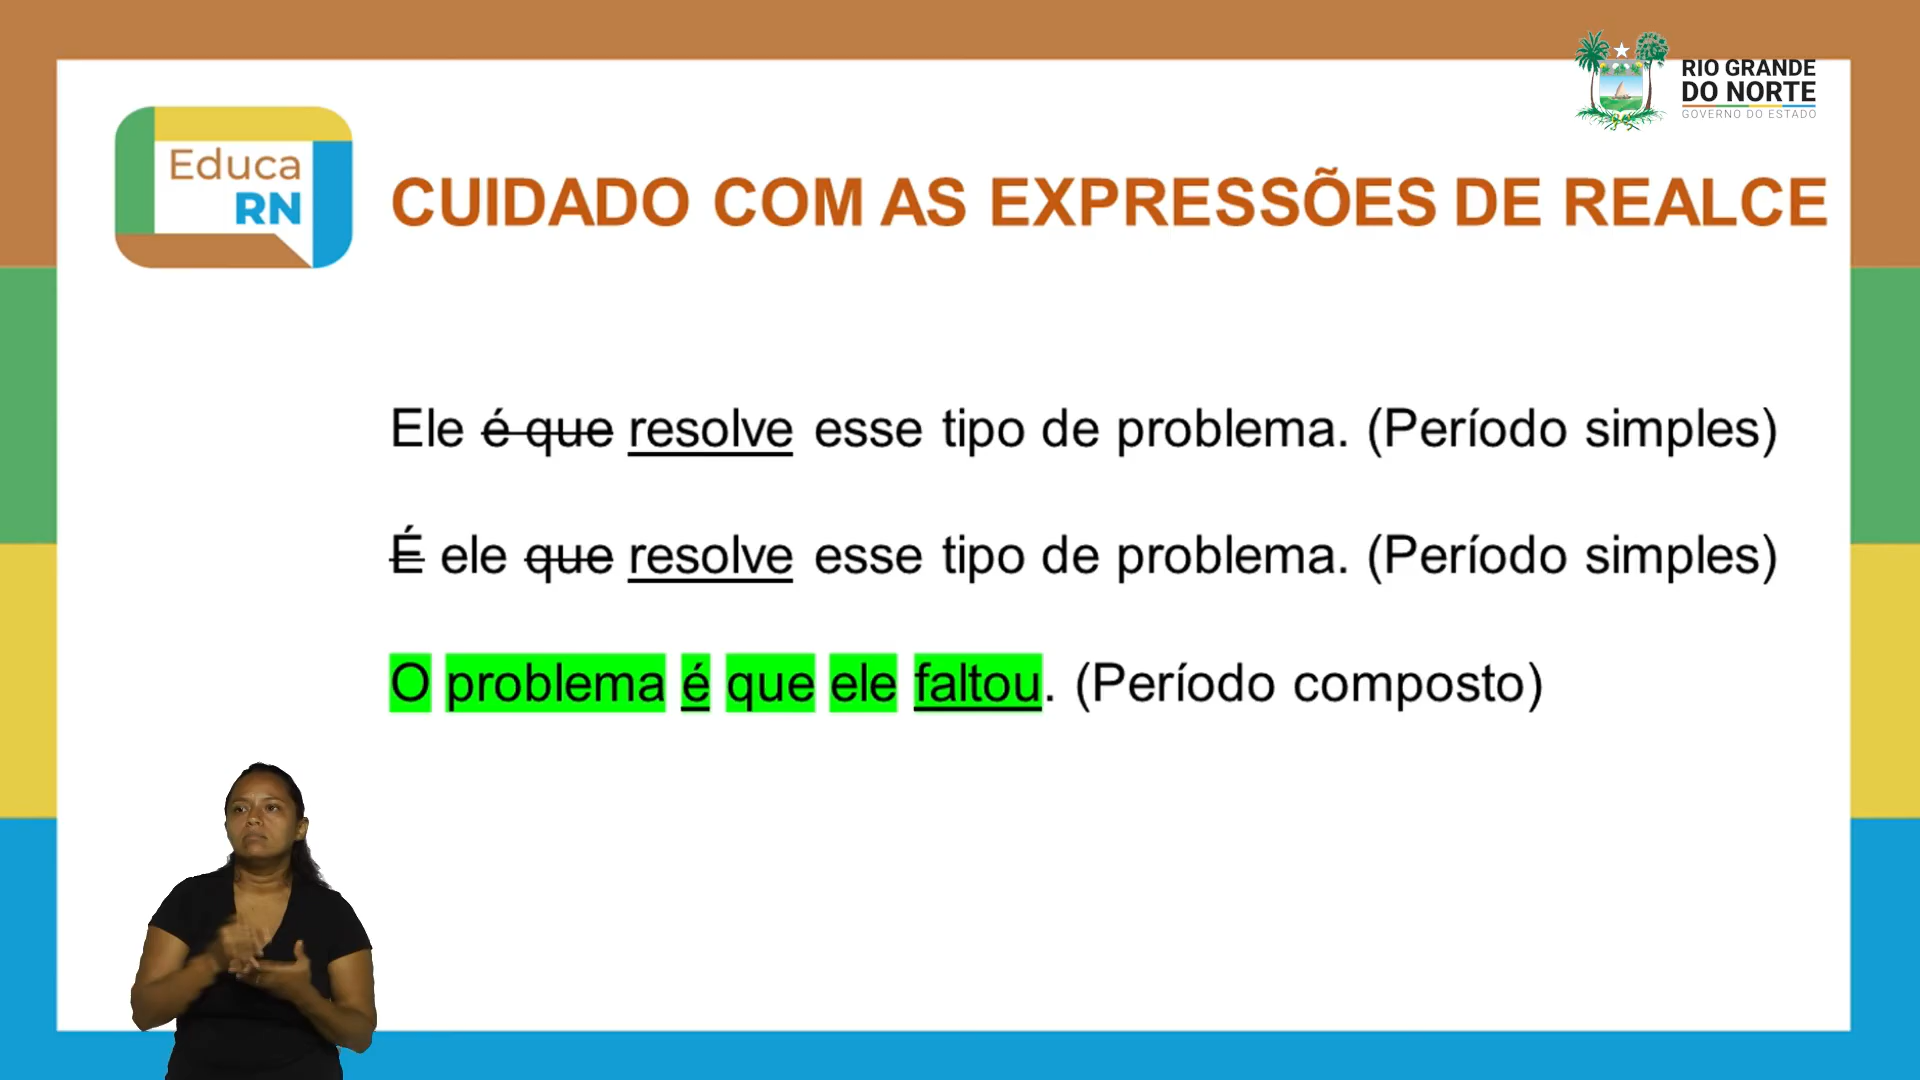 RIO GRANDE
DO NORTE
GOVERNO DO ESTADO
Educa
RN
CUIDADO COM AS EXPRESSÕES DE REALCE
Ele é que resolve esse tipo de problema. (Período simples)
É ele que resolve esse tipo de problema. (Período simples)
O problema é que ele faltou. (Período composto)